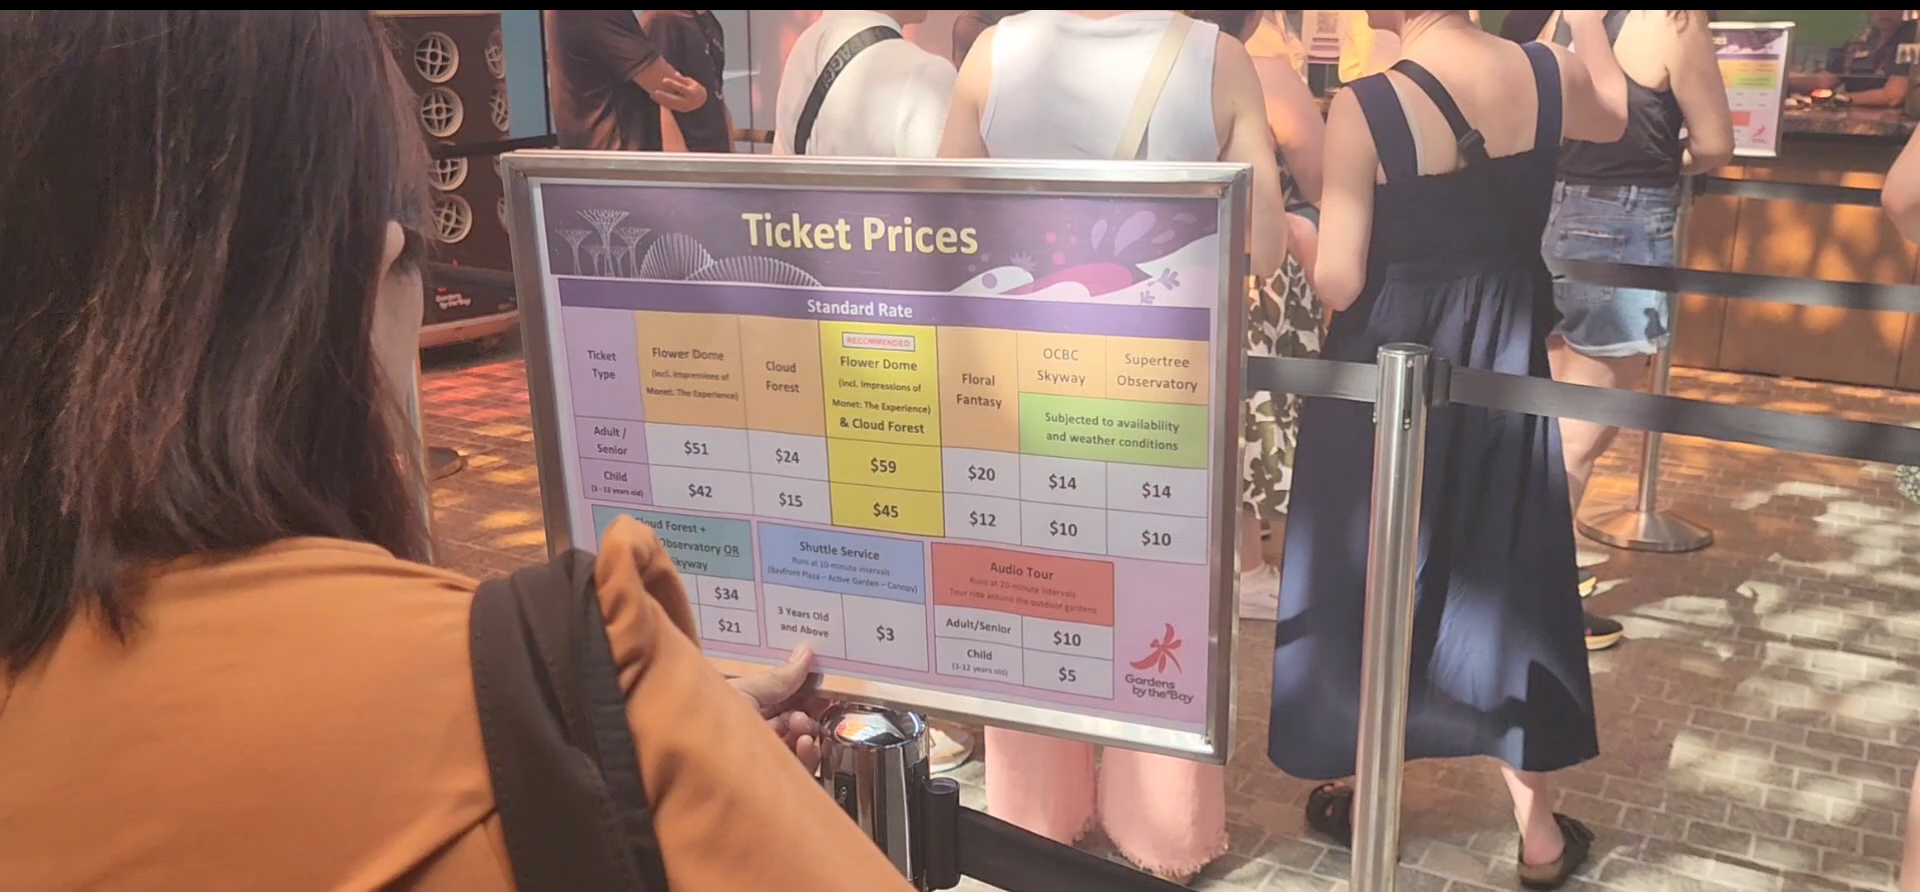 Ticket Prices
Standard Rate
Ticket
Type
Flower Dome
(incl. Impressions of
Monet: The Experience)
Cloud
Forest
RECOMMENDED
Flower Dome
(incl. Impressions of
Monet: The Experience)
& Cloud Forest
Floral
Fantasy
OCBC
Skyway
Supertree
Observatory
Subjected to availability
and weather conditions
Adult /
Senior
$51
$24
$59
$20
$14
$14
Child
(3 - 12 years old)
$42
$15
$45
$12
$10
$10
Cloud Forest +
Observatory OR
Skyway
$34
$21
Shuttle Service
Runs at 10-minute intervals
(Bayfront Plaza – Active Garden – Canopy)
3 Years Old
and Above
$3
Audio Tour
Runs at 20-minute intervals
Tour ride around the outdoor gardens
Adult/Senior
$10
Child
(3-12 years old)
$5
Gardens
by the Bay
Gardens
by the Bay